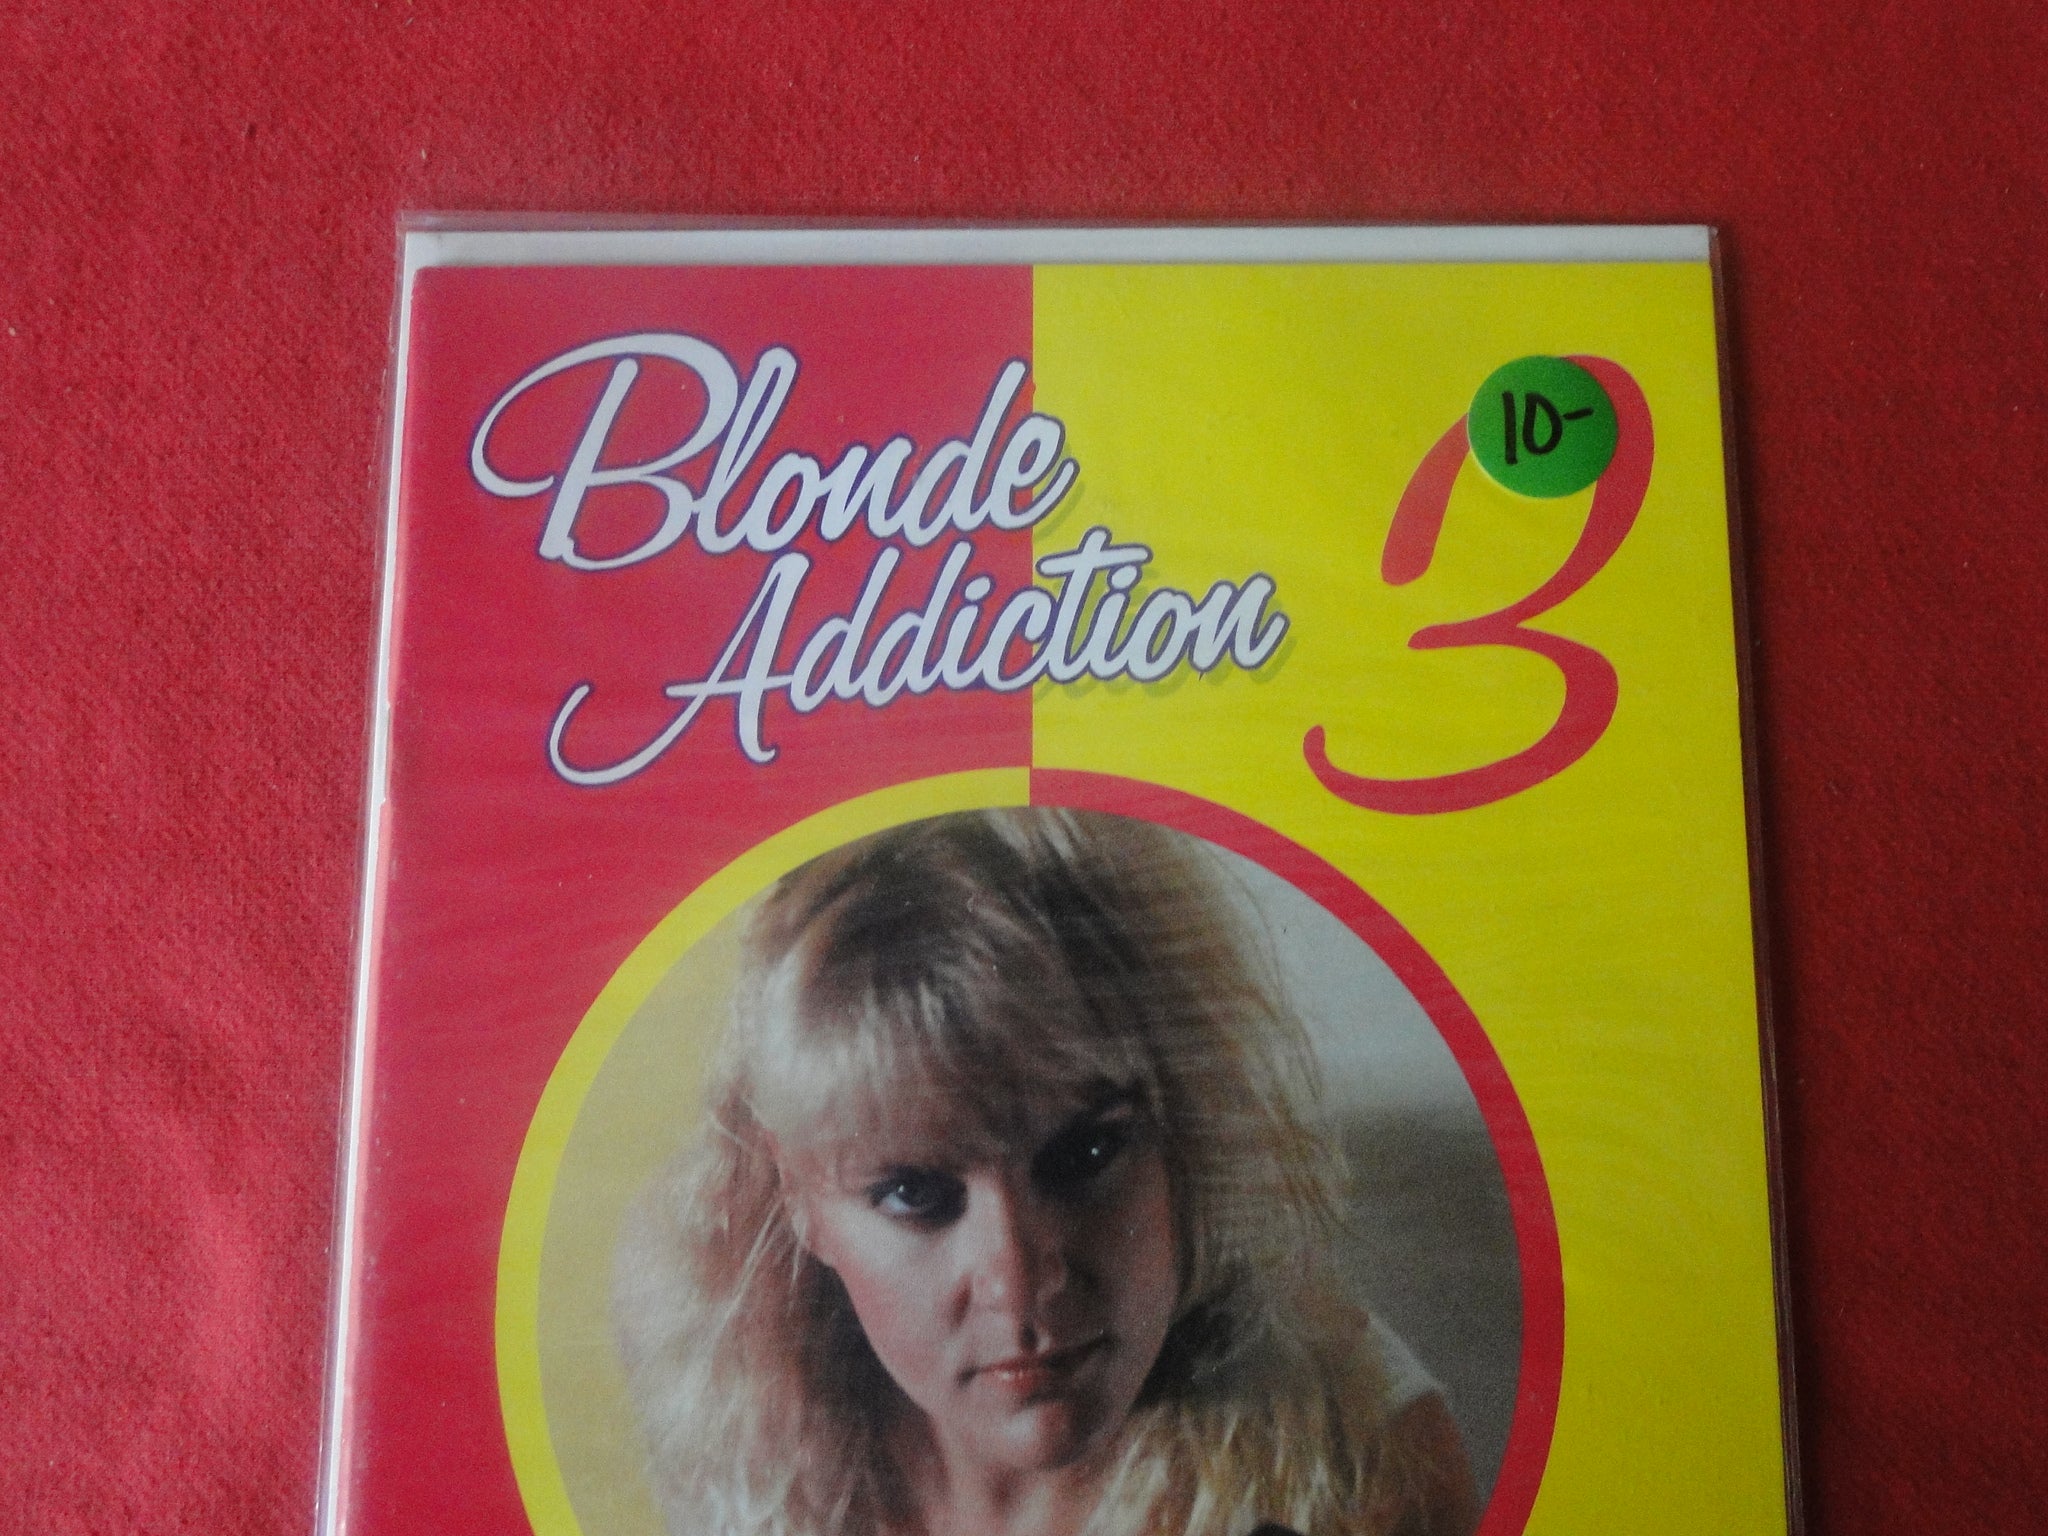 Blonde
Addiction
3
10-